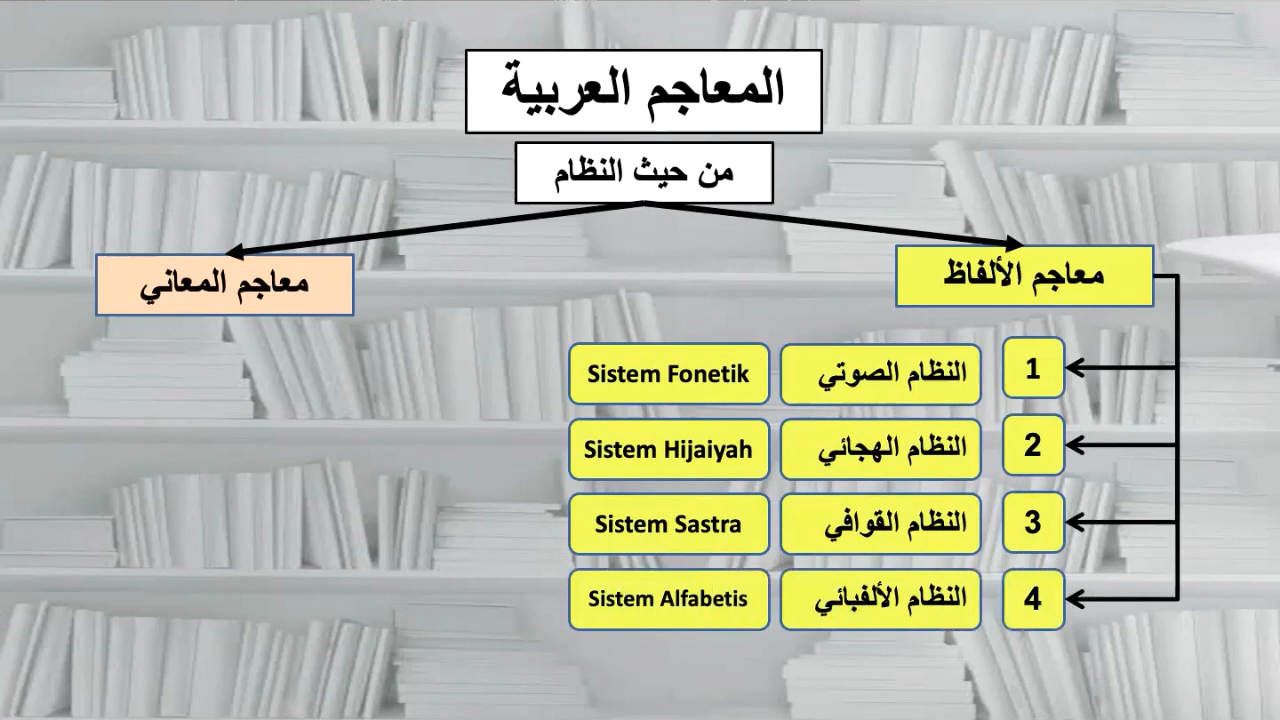 المعاجم العربية
من حيث النظام
معاجم الألفاظ
معاجم المعاني
1 النظام الصوتي Sistem Fonetik
2 النظام الهجائي Sistem Hijaiyah
3 النظام القوافي Sistem Sastra
4 النظام الألفبائي Sistem Alfabetis